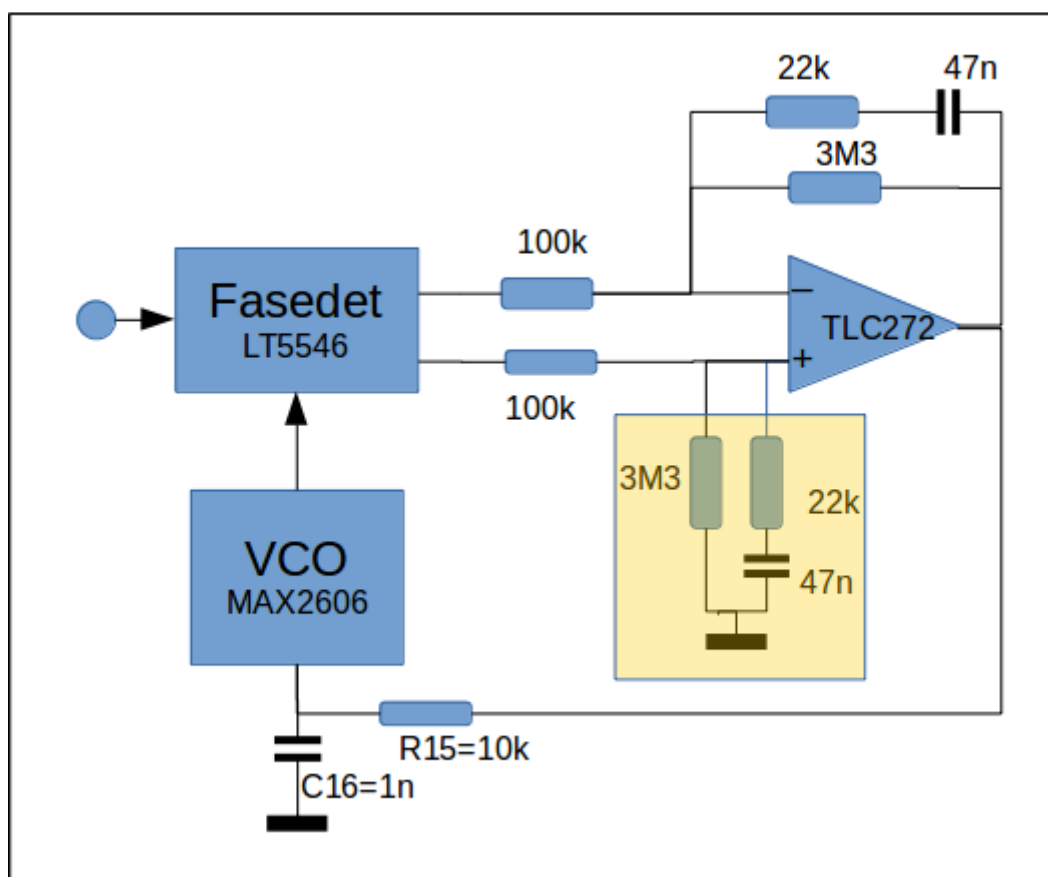 22k
47n
3M3
100k
Fasedet
LT5546
−
TLC272
+
100k
3M3
22k
47n
VCO
MAX2606
R15=10k
C16=1n